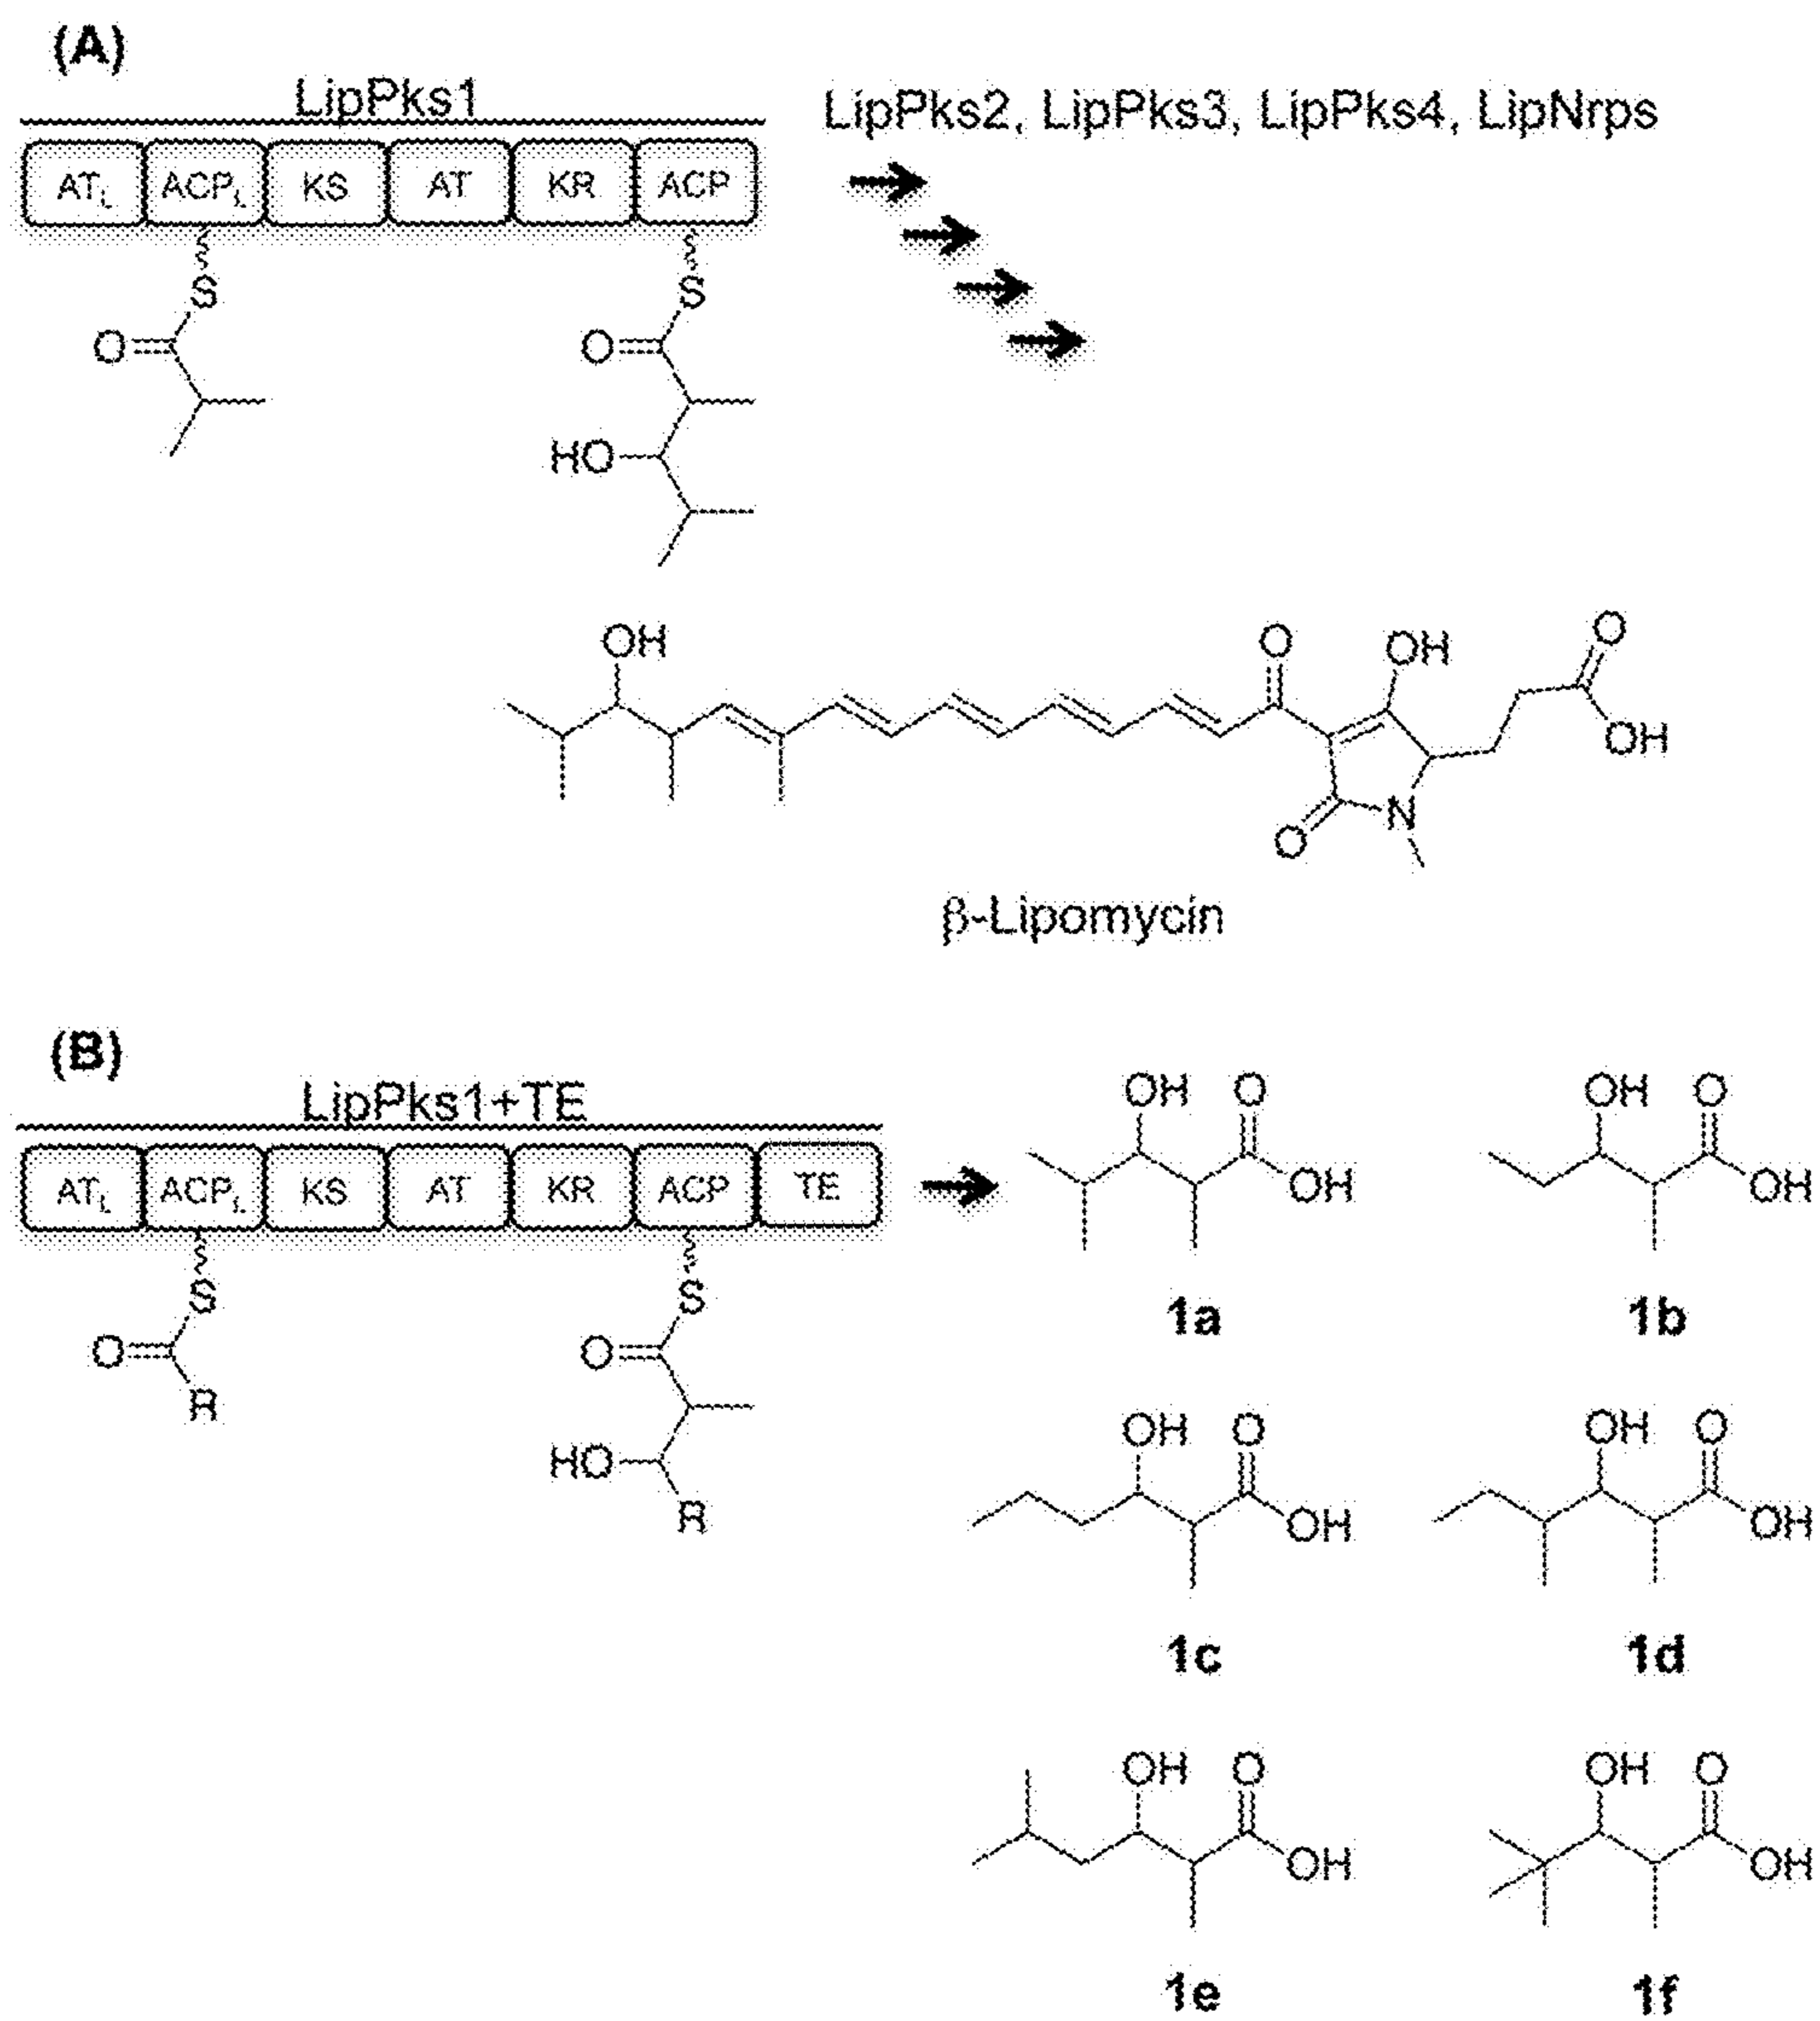 (A)
LipPks1
LipPks2, LipPks3, LipPks4, LipNrps
ATL ACPL KS AT KR ACP
S S
O O
HO
OH O OH O
OH
O N
β-Lipomycin
(B)
LipPks1+TE
ATL ACPL KS AT KR ACP TE
OH O OH O
OH OH
S S
O O
R
HO
R
1a 1b
OH O OH O
OH OH
1c 1d
OH O OH O
OH OH
1e 1f